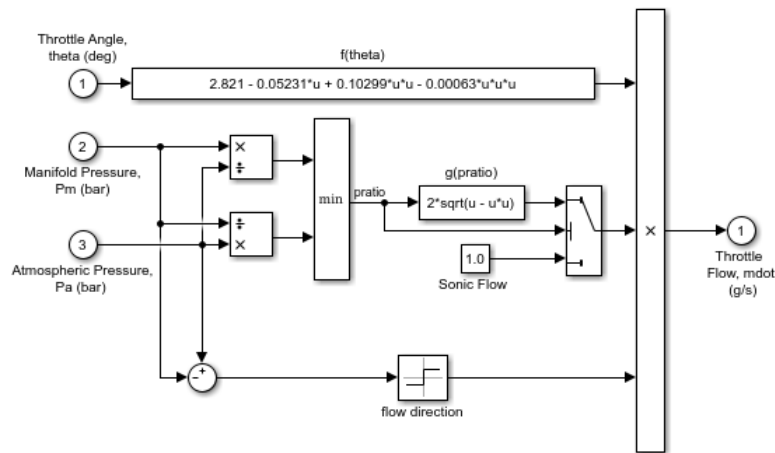 Throttle Angle,
theta (deg)
1
f(theta)
2.821 - 0.05231*u + 0.10299*u*u - 0.00063*u*u*u
2
Manifold Pressure,
Pm (bar)
×
÷
÷
×
min
pratio
g(pratio)
2*sqrt(u - u*u)
3
Atmospheric Pressure,
Pa (bar)
1.0
Sonic Flow
×
1
Throttle
Flow, mdot
(g/s)
+
−
flow direction